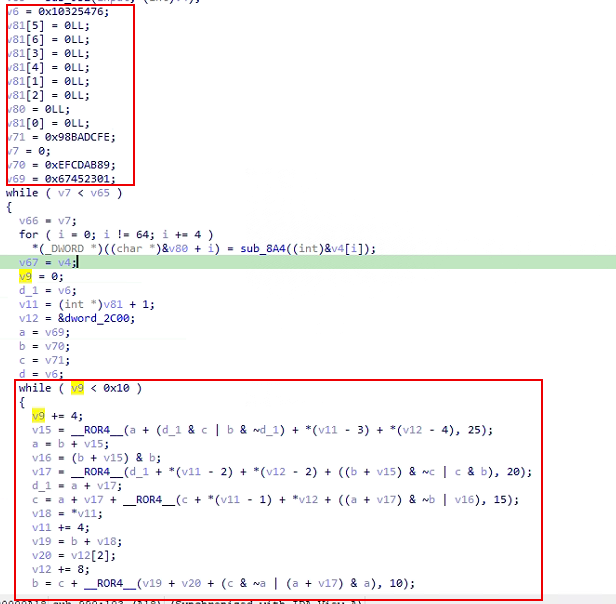 v6 = 0x10325476;
v81[5] = 0LL;
v81[6] = 0LL;
v81[3] = 0LL;
v81[4] = 0LL;
v81[1] = 0LL;
v81[2] = 0LL;
v80 = 0LL;
v81[0] = 0LL;
v71 = 0x98BADCFE;
v7 = 0;
v70 = 0xEFCDAB89;
v69 = 0x67452301;
while ( v7 < v65 )
{
v66 = v7;
for ( i = 0; i != 64; i += 4 )
*(_DWORD *)((char *)&v80 + i) = sub_8A4((int)&v4[i]);
v67 = v4;
v9 = 0;
d_1 = v6;
v11 = (int *)v81 + 1;
v12 = &dword_2C00;
a = v69;
b = v70;
c = v71;
d = v6;
while ( v9 < 0x10 )
{
v9 += 4;
v15 = __ROR4__(a + (d_1 & c | b & ~d_1) + *(v11 - 3) + *(v12 - 4), 25);
a = b + v15;
v16 = (b + v15) & b;
v17 = __ROR4__(d_1 + *(v11 - 2) + *(v12 - 2) + ((b + v15) & ~c | c & b), 20);
d_1 = a + v17;
c = a + v17 + __ROR4__(c + *(v11 - 1) + *v12 + ((a + v17) & ~b | v16), 15);
v18 = *v11;
v11 += 4;
v19 = b + v18;
v20 = v12[2];
v12 += 8;
b = c + __ROR4__(v19 + v20 + (c & ~a | (a + v17) & a), 10);